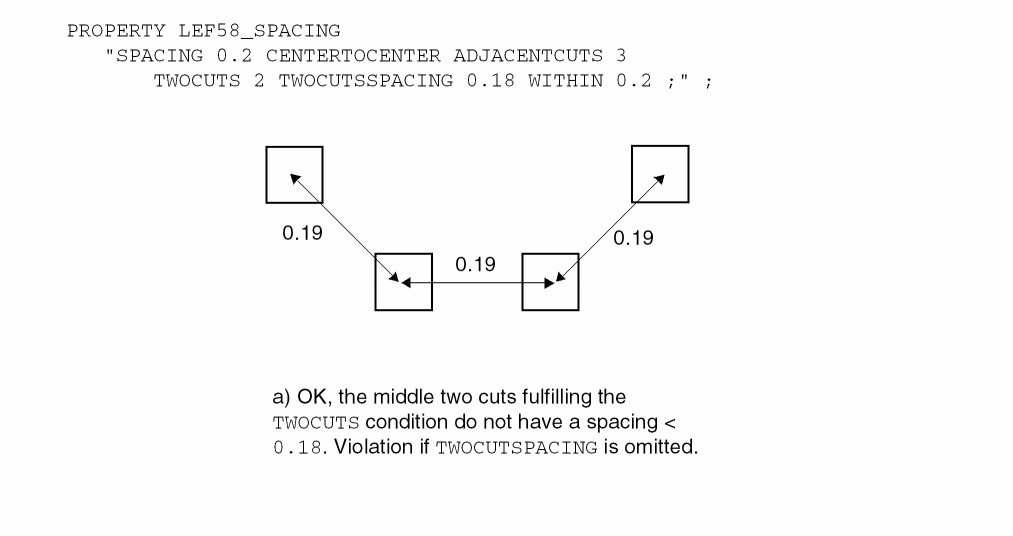 PROPERTY LEF58_SPACING
"SPACING 0.2 CENTERTOCENTER ADJACENTCUTS 3
TWOCUTS 2 TWOCUTSSPACING 0.18 WITHIN 0.2 ;" ;
0.19
0.19
0.19
a) OK, the middle two cuts fulfilling the
TWOCUTS condition do not have a spacing <
0.18. Violation if TWOCUTSPACING is omitted.